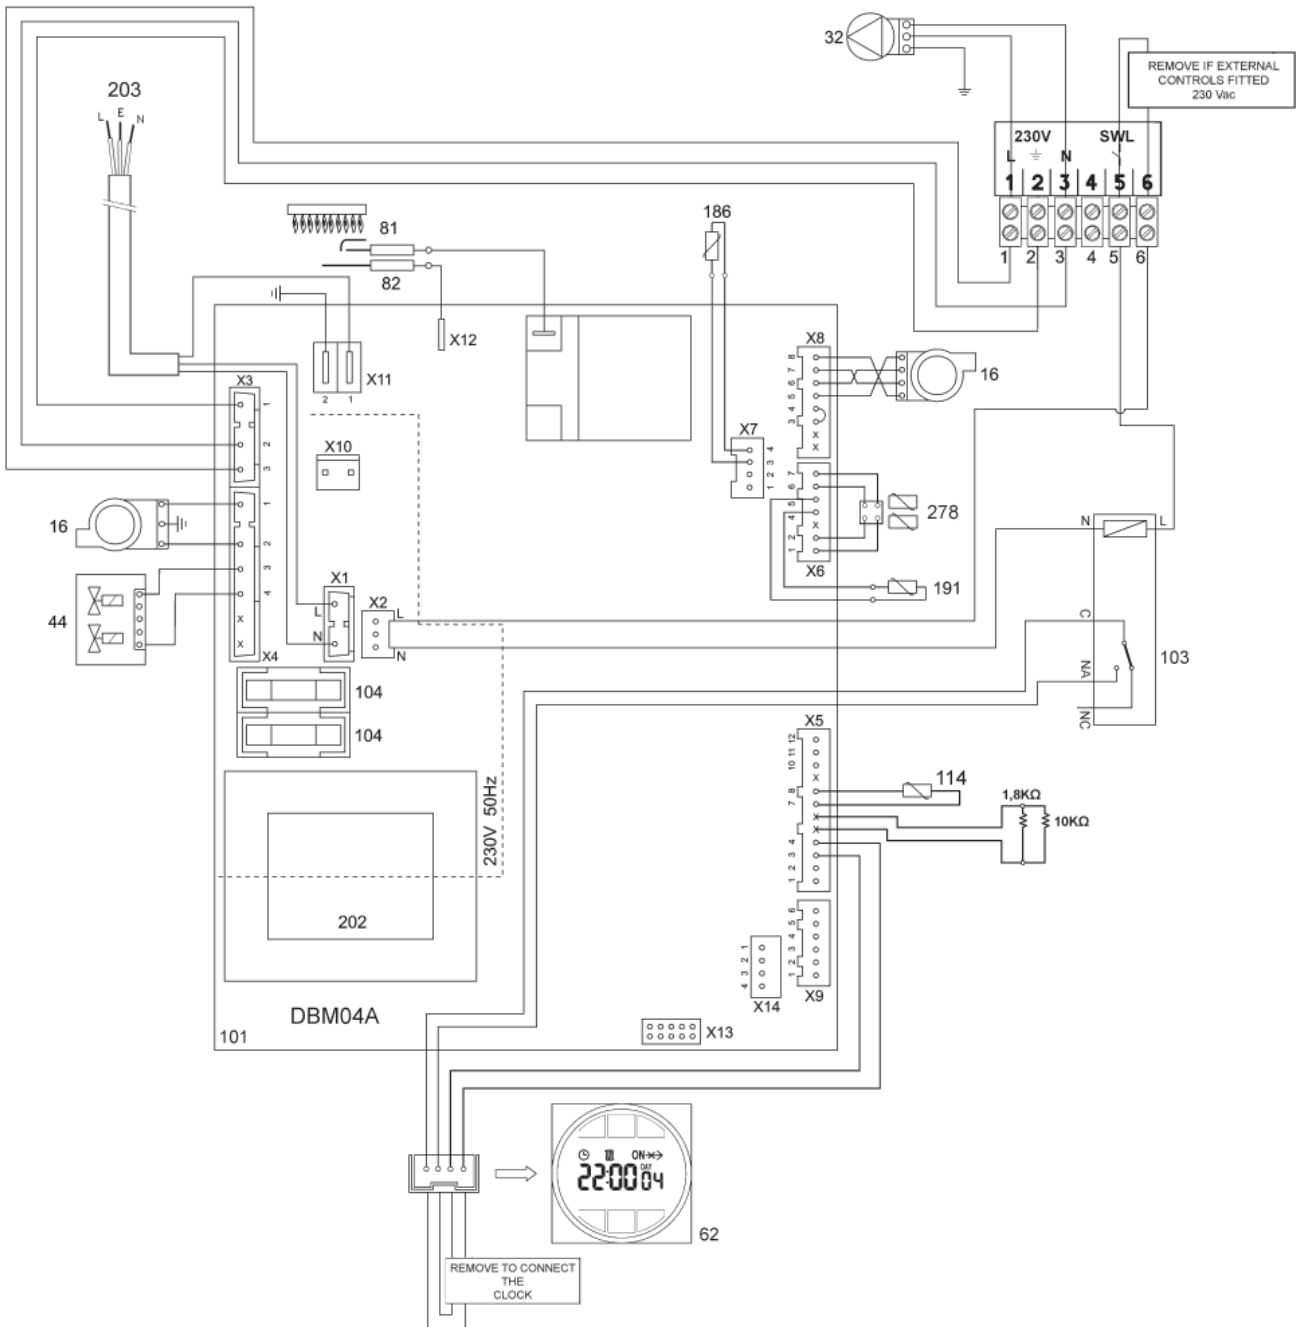 32
REMOVE IF EXTERNAL
CONTROLS FITTED
230 Vac
203
L E N
230V SWL
L N
1 2 3 4 5 6
1 2 3 4 5 6
186
81
82
X12
X11
2 1
X8
8
7
6
5
4
3
X
X
16
X3
1
2
3
X10
X7
4
3
2
1
7
6
5
4
X
2
1
X6
278
191
N L
16
1
2
3
4
X
X
X4
44
X1
L
N
X2
L
N
C
NA
NC
103
104
104
X5
12
11
10
X
8
7
X
X
4
3
2
1
114
1,8KΩ
10KΩ
230V 50Hz
202
6
5
4
3
2
1
X9
1
2
3
4
X14
DBM04A
101
X13
ON
22:00 DAY 04
62
REMOVE TO CONNECT
THE
CLOCK